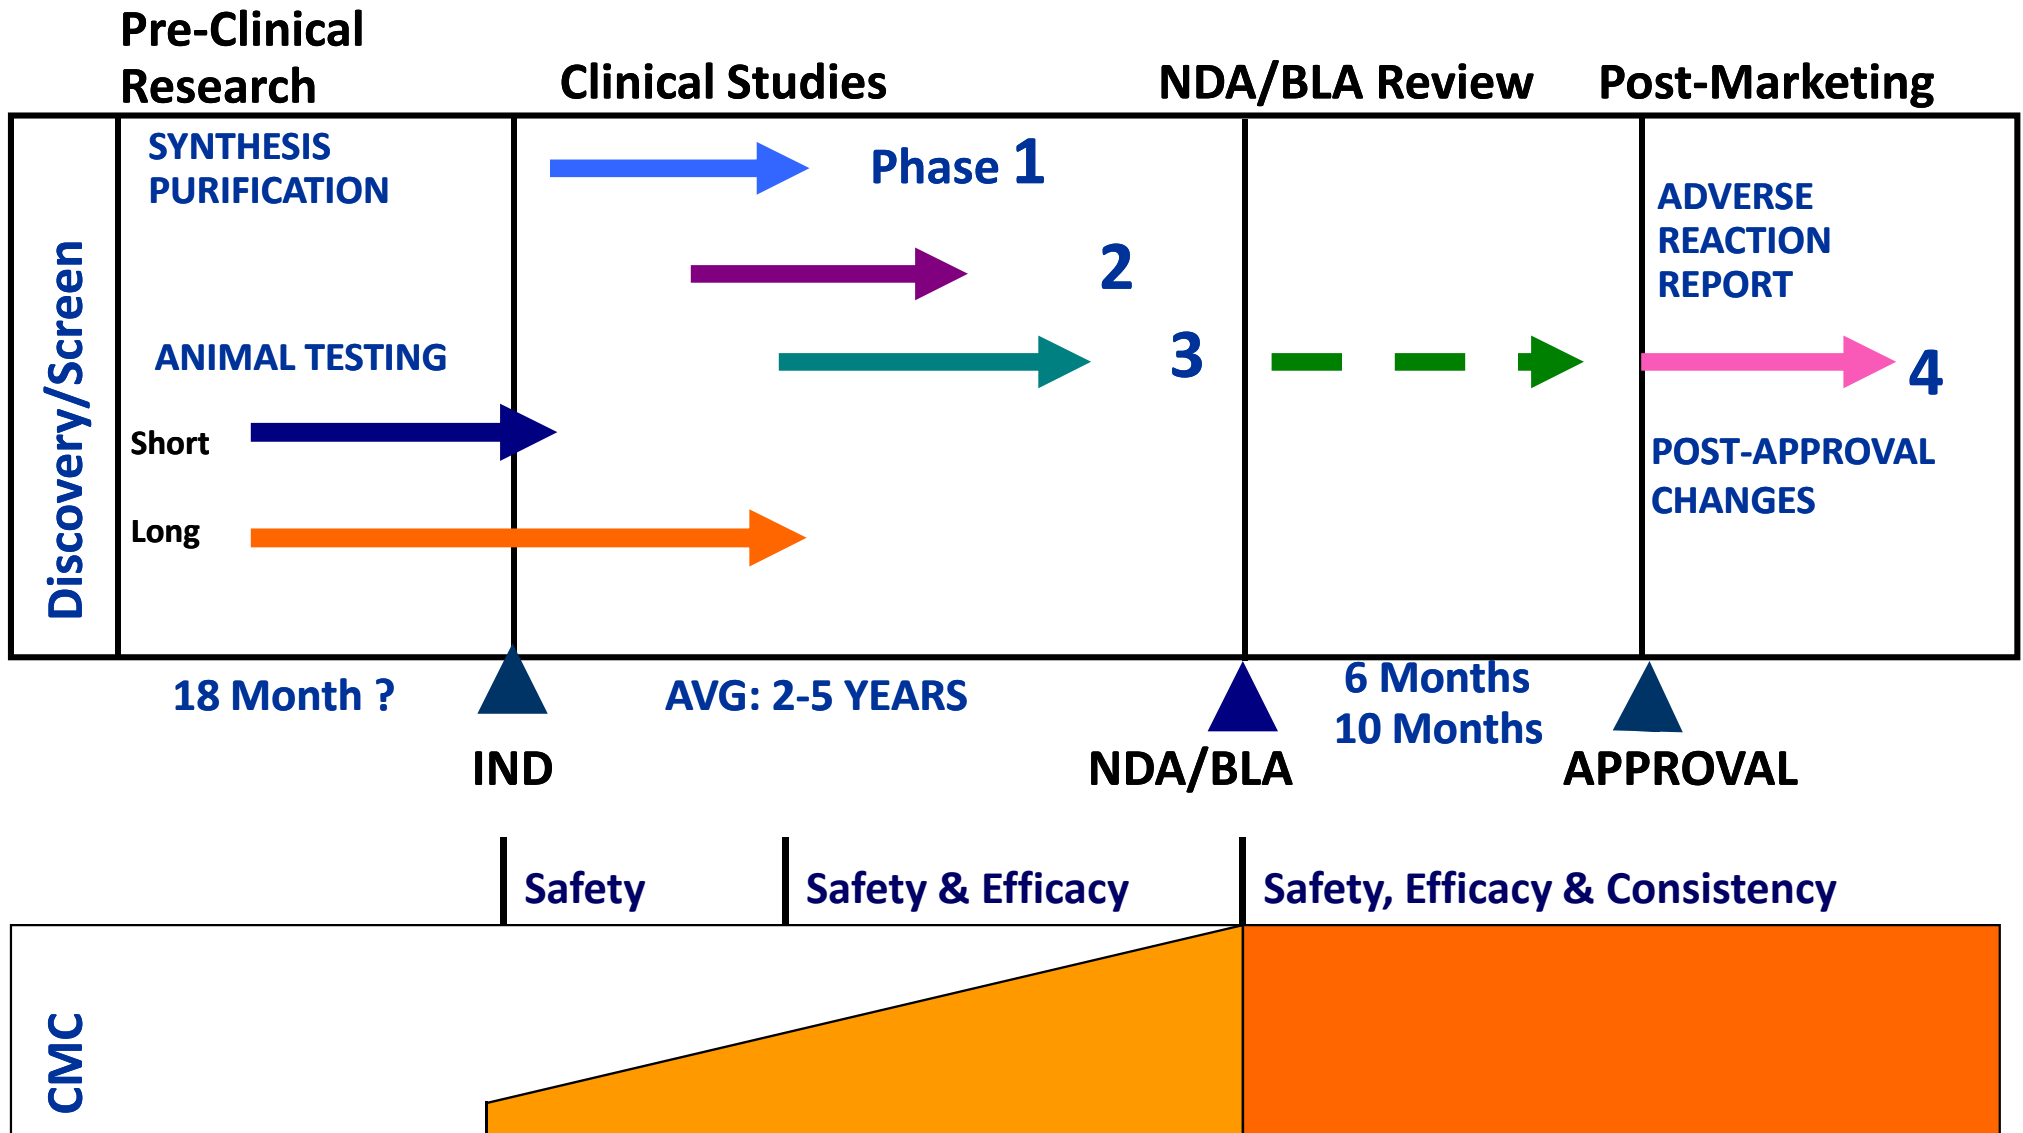 Pre-Clinical
Research
Clinical Studies
NDA/BLA Review
Post-Marketing
Discovery/Screen
SYNTHESIS
PURIFICATION
ANIMAL TESTING
Short
Long
Phase 1
2
3
ADVERSE
REACTION
REPORT
4
POST-APPROVAL
CHANGES
18 Month ?
AVG: 2-5 YEARS
6 Months
10 Months
IND
NDA/BLA
APPROVAL
Safety
Safety & Efficacy
Safety, Efficacy & Consistency
CMC